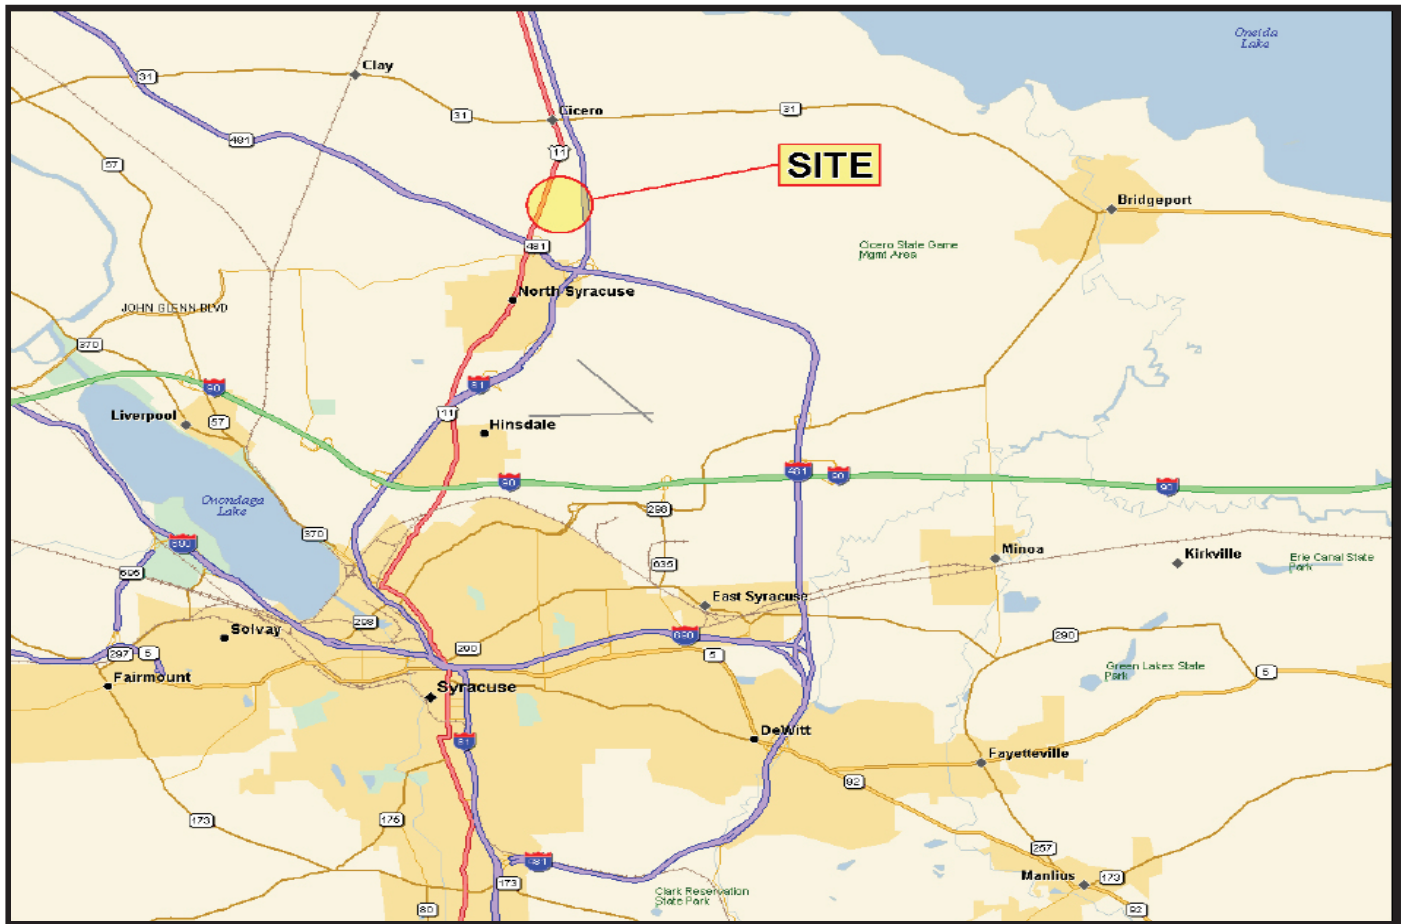 Oneida
Lake
Clay
31
31
Cicero
31
481
11
57
SITE
Bridgeport
Cicero State Game
Mgmt Area
481
North Syracuse
JOHN GLENN BLVD
370
90
81
11
Liverpool
57
Hinsdale
481
90
90
90
Onondaga
Lake
298
370
690
Minoa
Kirkville
Erie Canal State
Park
635
695
East Syracuse
298
Solvay
690
290
290
297
5
5
Green Lakes State
Park
5
Fairmount
Syracuse
81
DeWitt
Fayetteville
92
173
175
257
481
Manlius
173
173
Clark Reservation
State Park
80
92